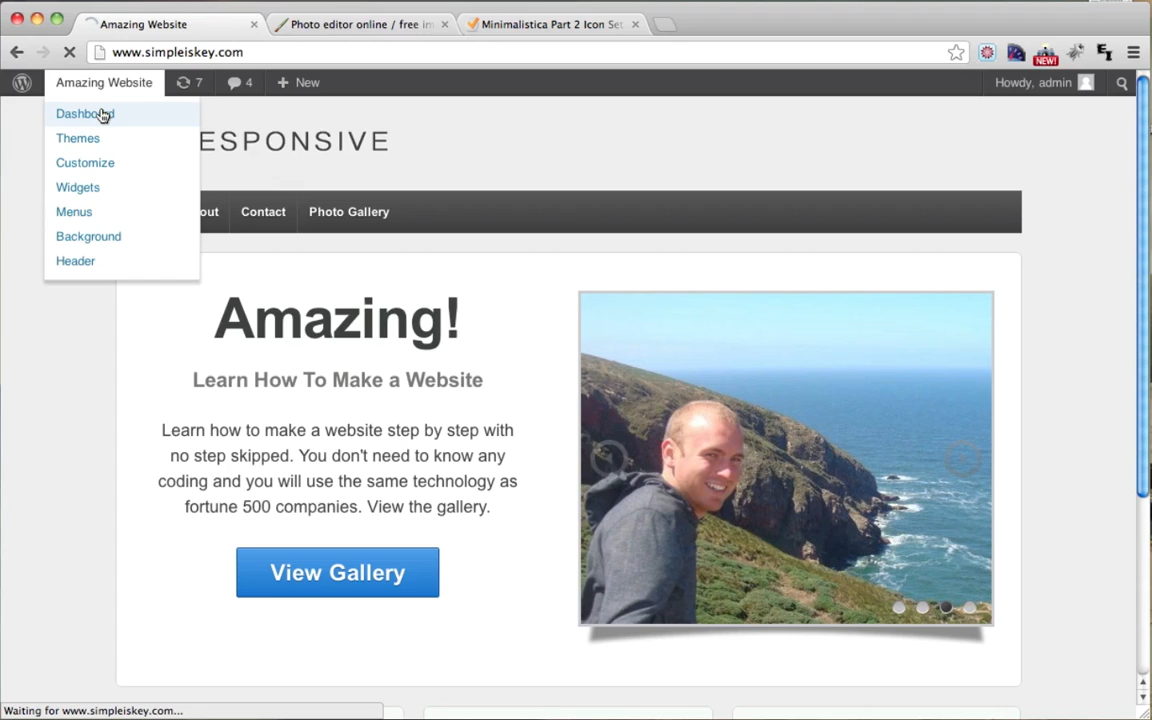 Amazing Website
Photo editor online / free im
Minimalistica Part 2 Icon Set
www.simpleiskey.com
NEW!
EI
Amazing Website 7 4 + New Howdy, admin
Dashboard
Themes
Customize
Widgets
Menus
Background
Header
ESPONSIVE
out Contact Photo Gallery
Amazing!
Learn How To Make a Website
Learn how to make a website step by step with
no step skipped. You don't need to know any
coding and you will use the same technology as
fortune 500 companies. View the gallery.
View Gallery
Waiting for www.simpleiskey.com...